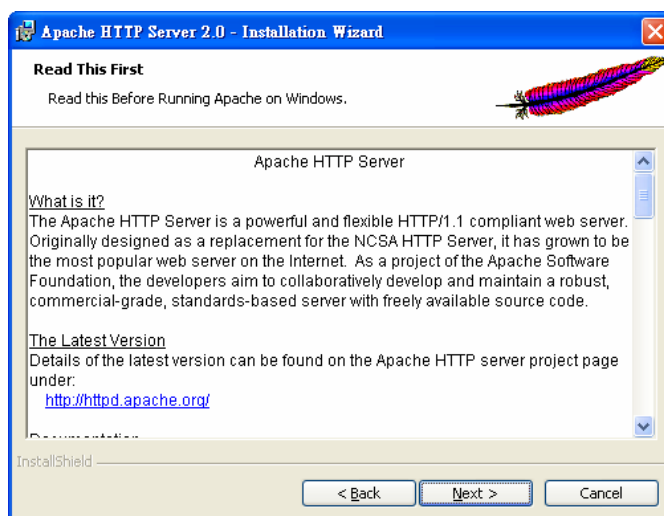 Apache HTTP Server 2.0 - Installation Wizard
Read This First
Read this Before Running Apache on Windows.
Apache HTTP Server
What is it?
The Apache HTTP Server is a powerful and flexible HTTP/1.1 compliant web server.
Originally designed as a replacement for the NCSA HTTP Server, it has grown to be
the most popular web server on the Internet.  As a project of the Apache Software
Foundation, the developers aim to collaboratively develop and maintain a robust,
commercial-grade, standards-based server with freely available source code.
The Latest Version
Details of the latest version can be found on the Apache HTTP server project page
under:
http://httpd.apache.org/
Documentation
InstallShield
< Back
Next >
Cancel